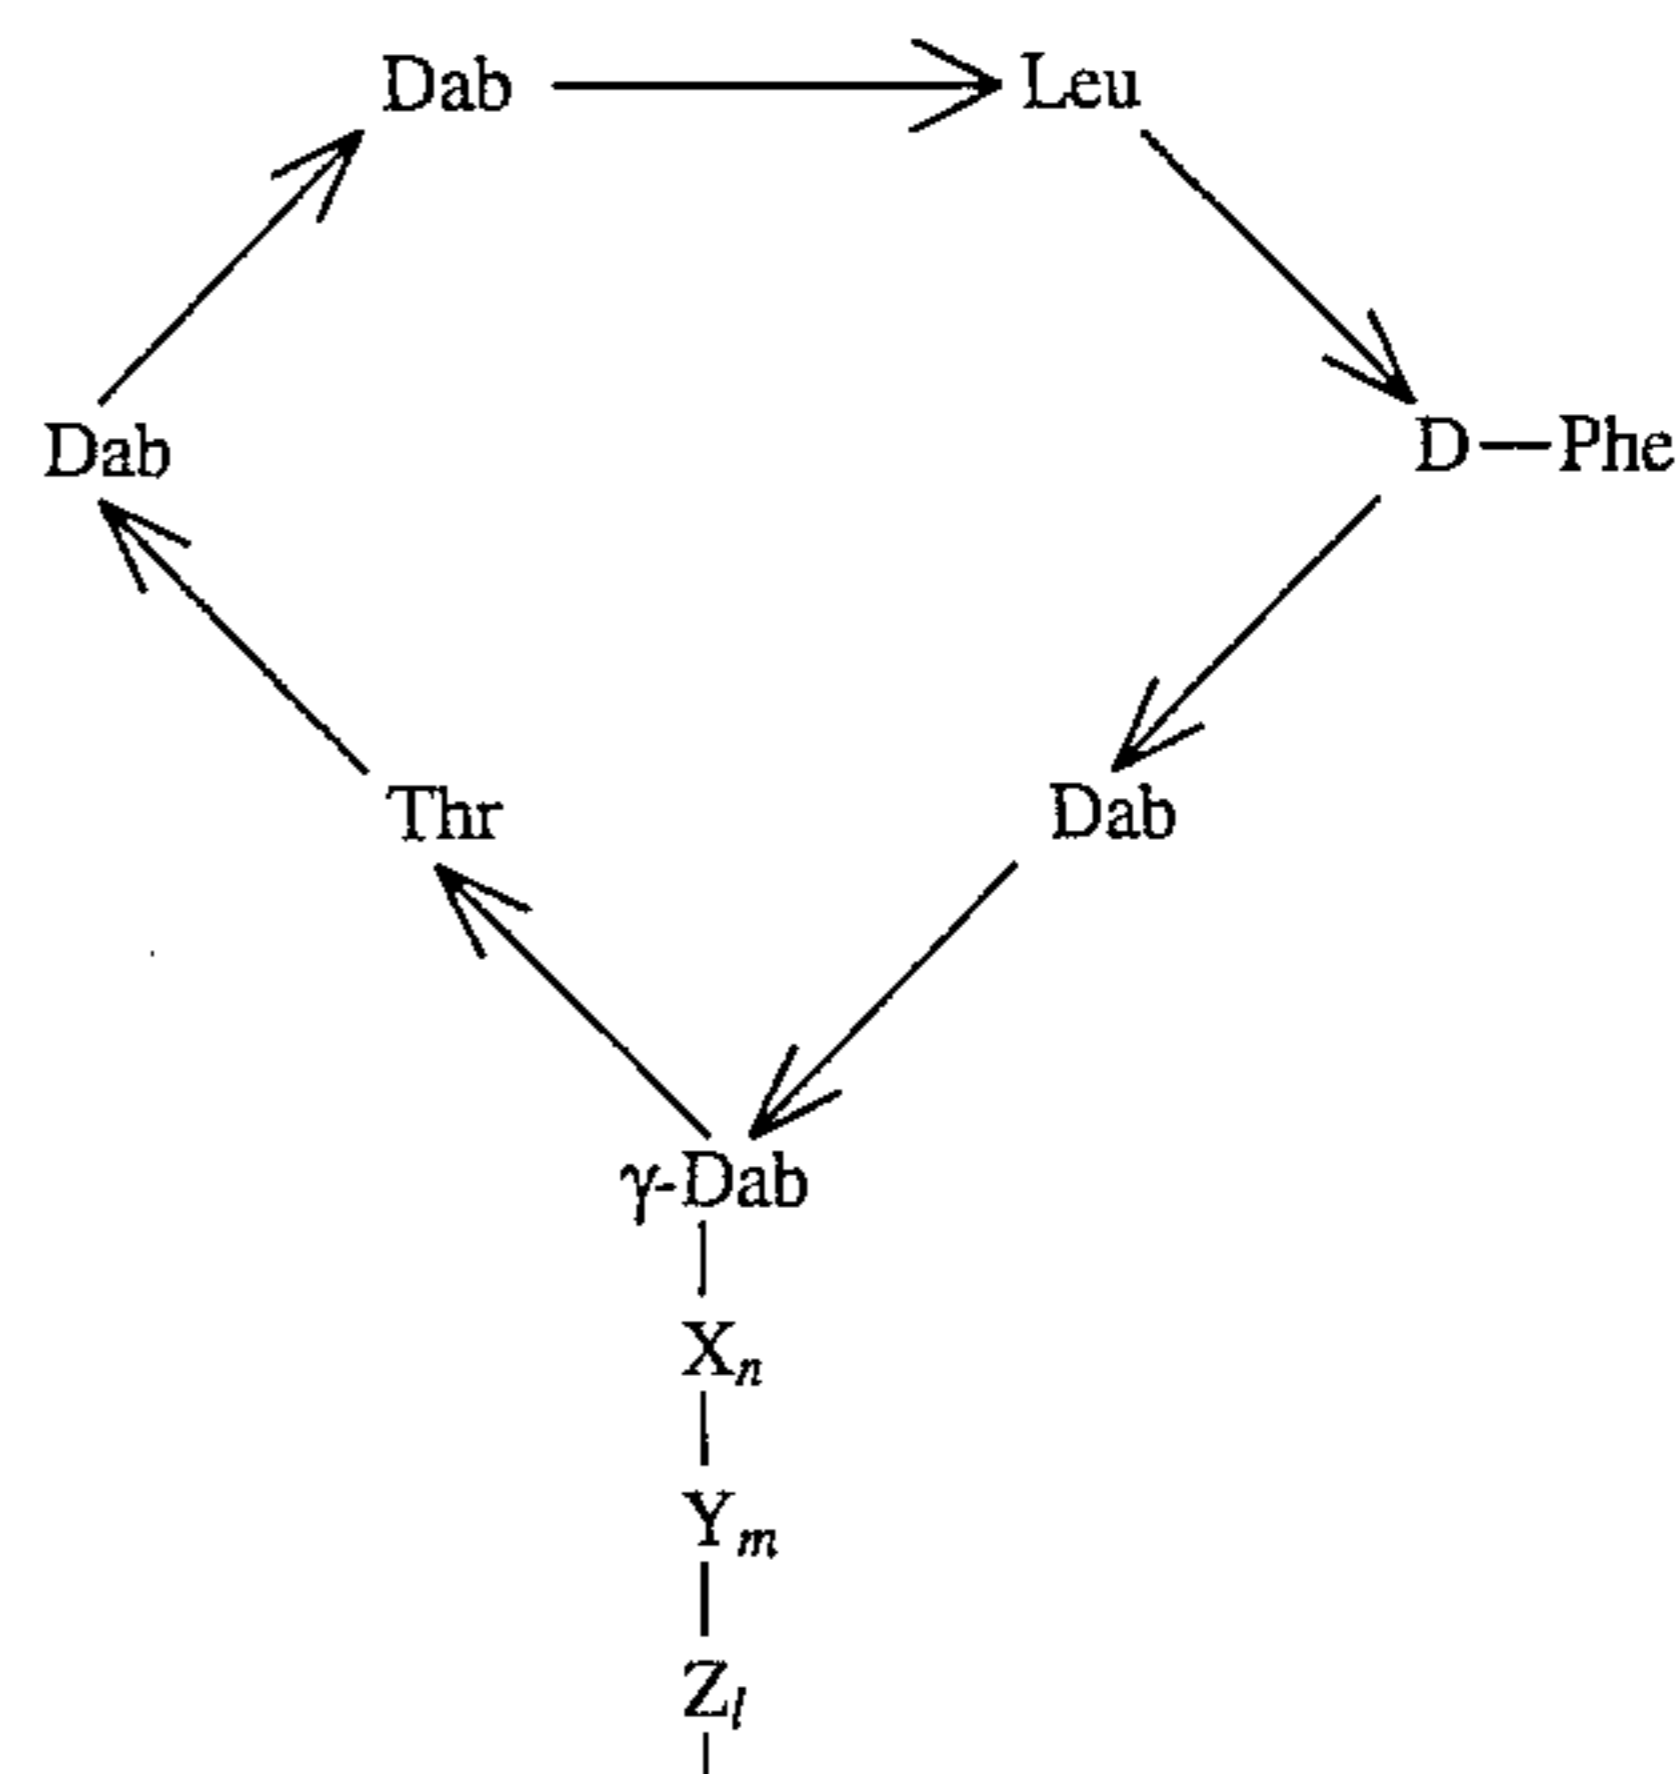 Dab Leu
Dab D—Phe
Thr Dab
γ-Dab
Xn
Ym
Zl